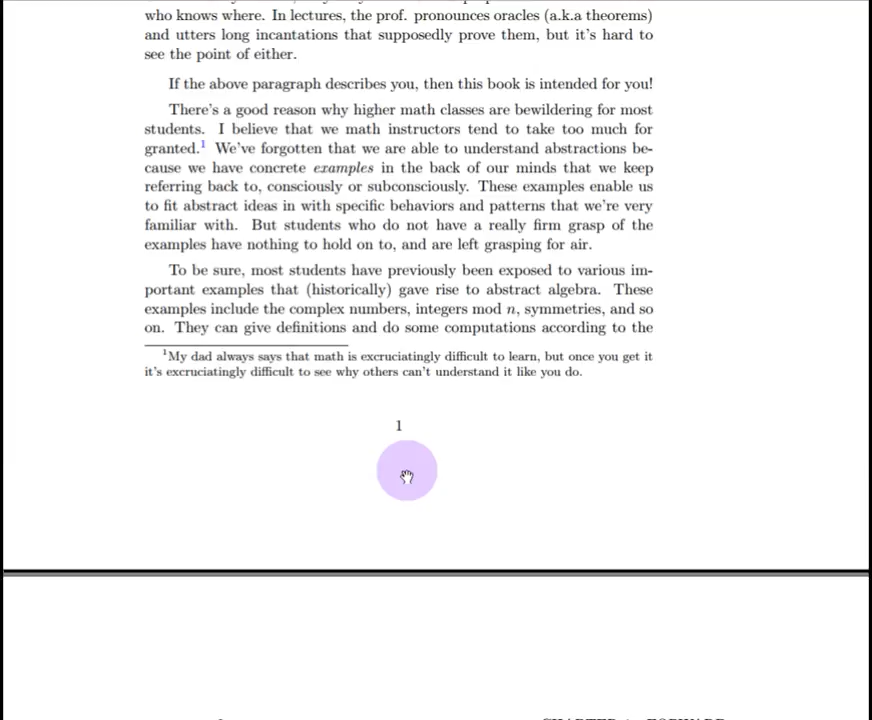 who knows where. In lectures, the prof. pronounces oracles (a.k.a theorems)
and utters long incantations that supposedly prove them, but it's hard to
see the point of either.
If the above paragraph describes you, then this book is intended for you!
There's a good reason why higher math classes are bewildering for most
students. I believe that we math instructors tend to take too much for
granted.1 We've forgotten that we are able to understand abstractions be-
cause we have concrete examples in the back of our minds that we keep
referring back to, consciously or subconsciously. These examples enable us
to fit abstract ideas in with specific behaviors and patterns that we're very
familiar with. But students who do not have a really firm grasp of the
examples have nothing to hold on to, and are left grasping for air.
To be sure, most students have previously been exposed to various im-
portant examples that (historically) gave rise to abstract algebra. These
examples include the complex numbers, integers mod n, symmetries, and so
on. They can give definitions and do some computations according to the
1My dad always says that math is excruciatingly difficult to learn, but once you get it
it's excruciatingly difficult to see why others can't understand it like you do.
1